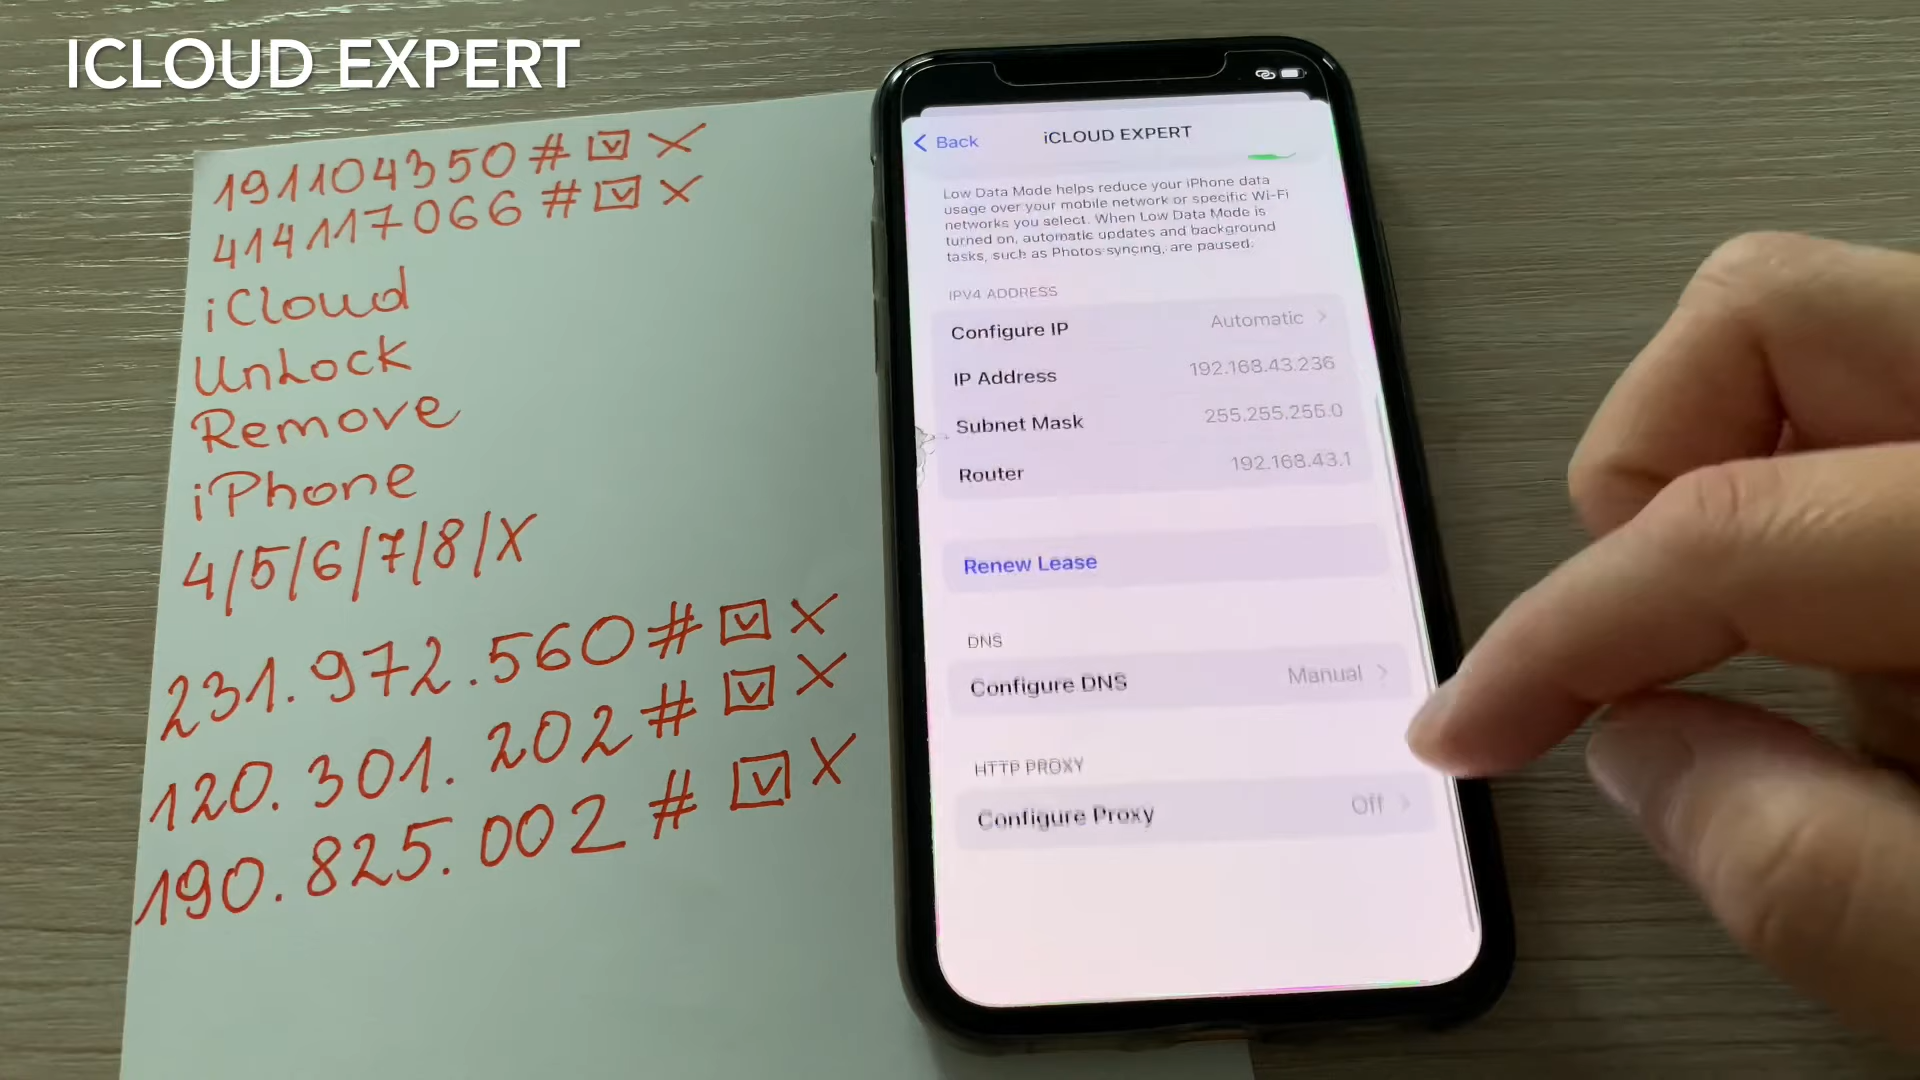 ICLOUD EXPERT
191104350# ☑ X
414117066# ☑ X
iCloud
Unlock
Remove
iPhone
4/5/6/7/8/X
231.972.560# ☑ X
120.301.202# ☑ X
190.825.002# ☑ X
< Back
iCLOUD EXPERT
Low Data Mode helps reduce your iPhone data
usage over your mobile network or specific Wi-Fi
networks you select. When Low Data Mode is
turned on, automatic updates and background
tasks, such as Photos syncing, are paused.
IPV4 ADDRESS
Configure IP Automatic >
IP Address 192.168.43.236
Subnet Mask 255.255.255.0
Router 192.168.43.1
Renew Lease
DNS
Configure DNS Manual >
HTTP PROXY
Configure Proxy Off >